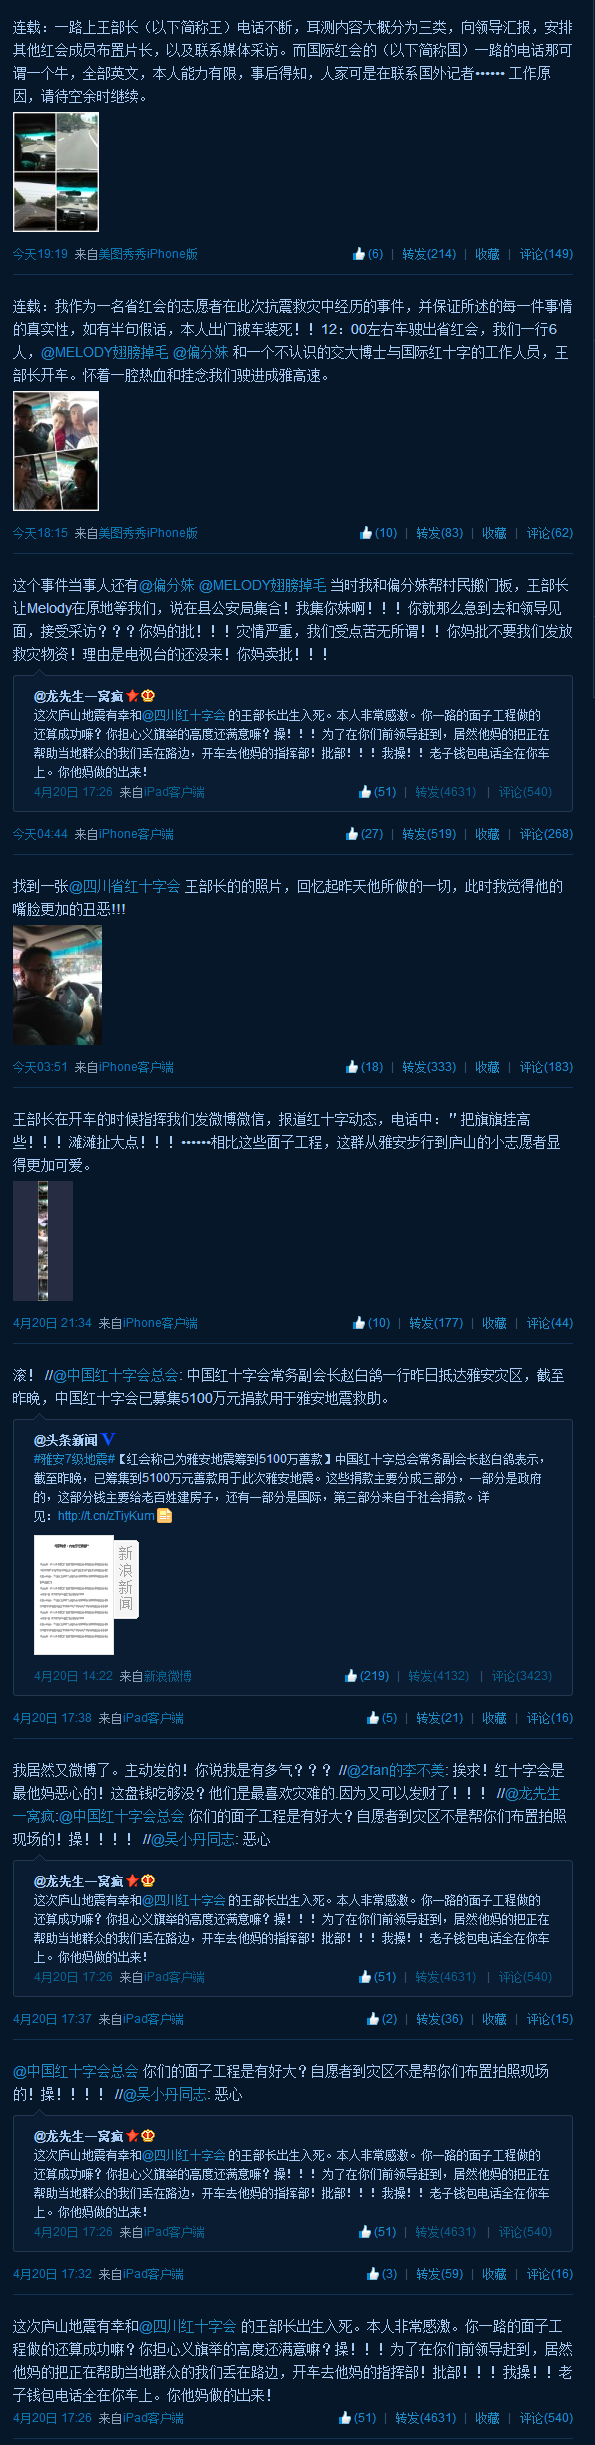 连载：一路上王部长（以下简称王）电话不断，耳测内容大概分为三类，向领导汇报，安排
其他红会成员布置片长，以及联系媒体采访。而国际红会的（以下简称国）一路的电话那可
谓一个牛，全部英文，本人能力有限，事后得知，人家可是在联系国外记者•••••• 工作原
因，请待空余时继续。
今天19:19 来自美图秀秀iPhone版 (6) | 转发(214) | 收藏 | 评论(149)
连载：我作为一名省红会的志愿者在此次抗震救灾中经历的事件，并保证所述的每一件事情
的真实性，如有半句假话，本人出门被车装死！！12：00左右车驶出省红会，我们一行6
人，@MELODY翅膀掉毛 @偏分妹 和一个不认识的交大博士与国际红十字的工作人员，王
部长开车。怀着一腔热血和挂念我们驶进成雅高速。
今天18:15 来自美图秀秀iPhone版 (10) | 转发(83) | 收藏 | 评论(62)
这个事件当事人还有@偏分妹 @MELODY翅膀掉毛 当时我和偏分妹帮村民搬门板，王部长
让Melody在原地等我们，说在县公安局集合！我集你妹啊！！！你就那么急到去和领导见
面，接受采访？？？你妈的批！！！灾情严重，我们受点苦无所谓！！你妈批不要我们发放
救灾物资！理由是电视台的还没来！你妈卖批！！！
@龙先生一窝疯
这次庐山地震有幸和@四川红十字会 的王部长出生入死。本人非常感激。你一路的面子工程做的
还算成功嘛？你担心义旗举的高度还满意嘛？操！！！为了在你们前领导赶到，居然他妈的把正在
帮助当地群众的我们丢在路边，开车去他妈的指挥部！批部！！！我操！！老子钱包电话全在你车
上。你他妈做的出来！
4月20日 17:26 来自iPad客户端 (51) | 转发(4631) | 评论(540)
今天04:44 来自iPhone客户端 (27) | 转发(519) | 收藏 | 评论(268)
找到一张@四川省红十字会 王部长的的照片，回忆起昨天他所做的一切，此时我觉得他的
嘴脸更加的丑恶!!!
今天03:51 来自iPhone客户端 (18) | 转发(333) | 收藏 | 评论(183)
王部长在开车的时候指挥我们发微博微信，报道红十字动态，电话中：＂把旗旗挂高
些！！！滩滩扯大点！！！••••••相比这些面子工程，这群从雅安步行到庐山的小志愿者显
得更加可爱。
4月20日 21:34 来自iPhone客户端 (10) | 转发(177) | 收藏 | 评论(44)
滚！ //@中国红十字会总会: 中国红十字会常务副会长赵白鸽一行昨日抵达雅安灾区，截至
昨晚，中国红十字会已募集5100万元捐款用于雅安地震救助。
@头条新闻 V
#雅安7级地震#【红会称已为雅安地震筹到5100万善款】中国红十字总会常务副会长赵白鸽表示，
截至昨晚，已筹集到5100万元善款用于此次雅安地震。这些捐款主要分成三部分，一部分是政府
的，这部分钱主要给老百姓建房子，还有一部分是国际，第三部分来自于社会捐款。详
见：http://t.cn/zTiyKum
新浪新闻
4月20日 14:22 来自新浪微博 (219) | 转发(4132) | 评论(3423)
4月20日 17:38 来自iPad客户端 (5) | 转发(21) | 收藏 | 评论(16)
我居然又微博了。主动发的！你说我是有多气？？？ //@2fan的李不美: 挨求！红十字会是
最他妈恶心的！这盘钱吃够没？他们是最喜欢灾难的.因为又可以发财了！！！ //@龙先生
一窝疯:@中国红十字会总会 你们的面子工程是有好大？自愿者到灾区不是帮你们布置拍照
现场的！操！！！！ //@吴小丹同志: 恶心
@龙先生一窝疯
这次庐山地震有幸和@四川红十字会 的王部长出生入死。本人非常感激。你一路的面子工程做的
还算成功嘛？你担心义旗举的高度还满意嘛？操！！！为了在你们前领导赶到，居然他妈的把正在
帮助当地群众的我们丢在路边，开车去他妈的指挥部！批部！！！我操！！老子钱包电话全在你车
上。你他妈做的出来！
4月20日 17:26 来自iPad客户端 (51) | 转发(4631) | 评论(540)
4月20日 17:37 来自iPad客户端 (2) | 转发(36) | 收藏 | 评论(15)
@中国红十字会总会 你们的面子工程是有好大？自愿者到灾区不是帮你们布置拍照现场
的！操！！！！ //@吴小丹同志: 恶心
@龙先生一窝疯
这次庐山地震有幸和@四川红十字会 的王部长出生入死。本人非常感激。你一路的面子工程做的
还算成功嘛？你担心义旗举的高度还满意嘛？操！！！为了在你们前领导赶到，居然他妈的把正在
帮助当地群众的我们丢在路边，开车去他妈的指挥部！批部！！！我操！！老子钱包电话全在你车
上。你他妈做的出来！
4月20日 17:26 来自iPad客户端 (51) | 转发(4631) | 评论(540)
4月20日 17:32 来自iPad客户端 (3) | 转发(59) | 收藏 | 评论(16)
这次庐山地震有幸和@四川红十字会 的王部长出生入死。本人非常感激。你一路的面子工
程做的还算成功嘛？你担心义旗举的高度还满意嘛？操！！！为了在你们前领导赶到，居然
他妈的把正在帮助当地群众的我们丢在路边，开车去他妈的指挥部！批部！！！我操！！老
子钱包电话全在你车上。你他妈做的出来！
4月20日 17:26 来自iPad客户端 (51) | 转发(4631) | 收藏 | 评论(540)